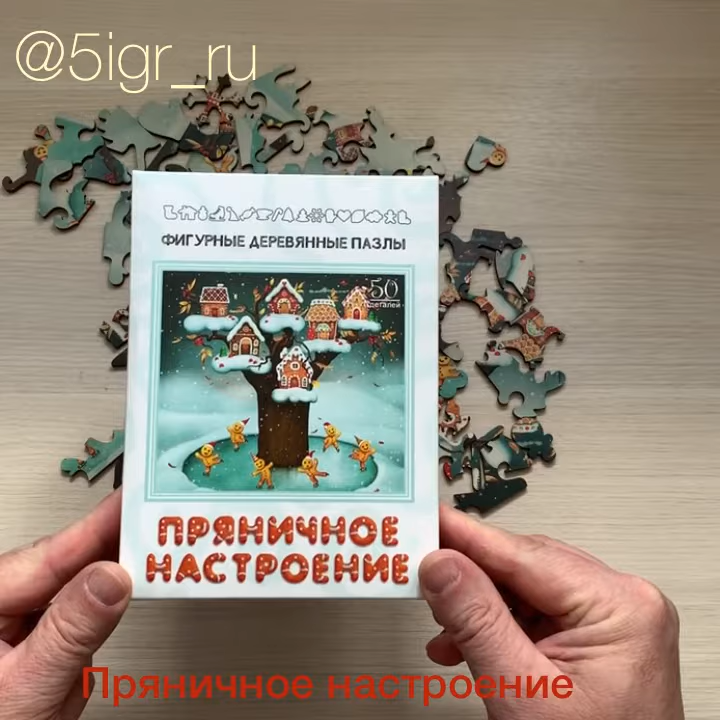 @5igr_ru
ФИГУРНЫЕ ДЕРЕВЯННЫЕ ПАЗЛЫ
50
деталей
ПРЯНИЧНОЕ
НАСТРОЕНИЕ
Пряничное настроение